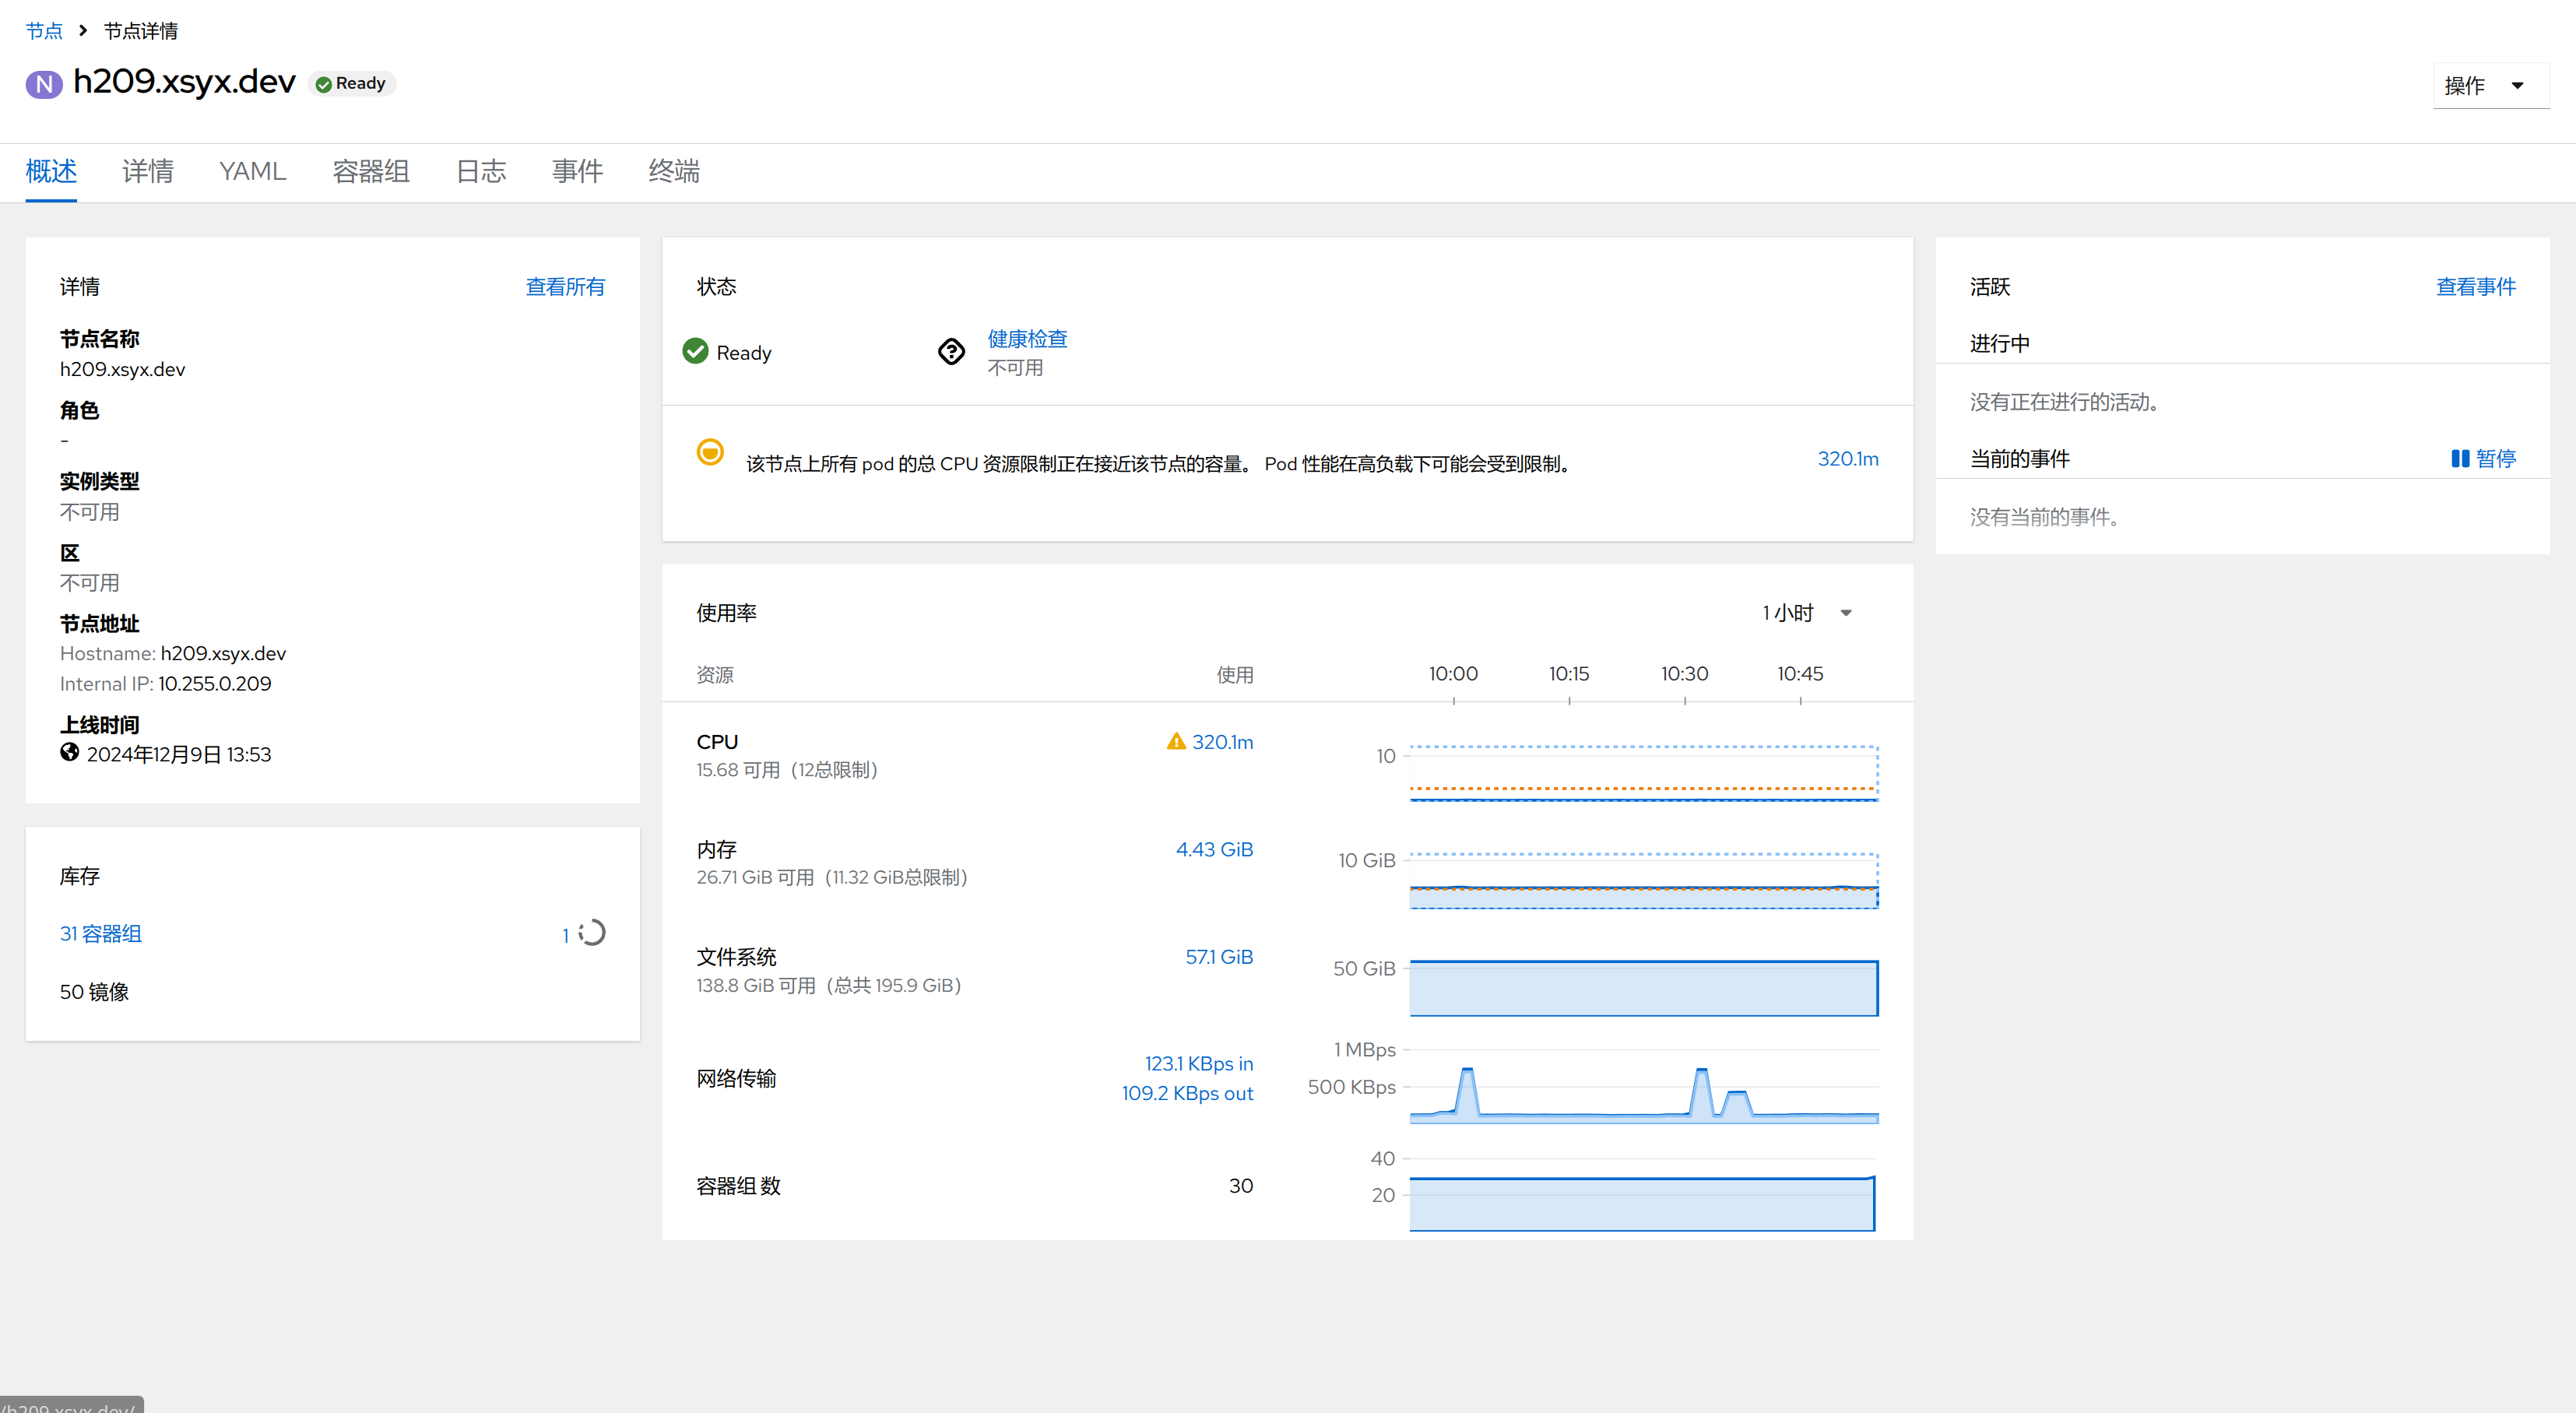 节点 > 节点详情
N h209.xsyx.dev Ready
操作
概述 详情 YAML 容器组 日志 事件 终端
详情 查看所有
节点名称
h209.xsyx.dev
角色
-
实例类型
不可用
区
不可用
节点地址
Hostname: h209.xsyx.dev
Internal IP: 10.255.0.209
上线时间
2024年12月9日 13:53
库存
31 容器组 1
50 镜像
状态
Ready
健康检查
不可用
该节点上所有 pod 的总 CPU 资源限制正在接近该节点的容量。 Pod 性能在高负载下可能会受到限制。 320.1m
使用率 1 小时
资源 使用 10:00 10:15 10:30 10:45
CPU 320.1m
15.68 可用（12总限制）
10
内存 4.43 GiB
26.71 GiB 可用（11.32 GiB总限制）
10 GiB
文件系统 57.1 GiB
138.8 GiB 可用（总共 195.9 GiB）
50 GiB
网络传输
123.1 KBps in
109.2 KBps out
1 MBps
500 KBps
容器组 数 30
40
20
活跃 查看事件
进行中
没有正在进行的活动。
当前的事件 暂停
没有当前的事件。
/h209.xsyx.dev/